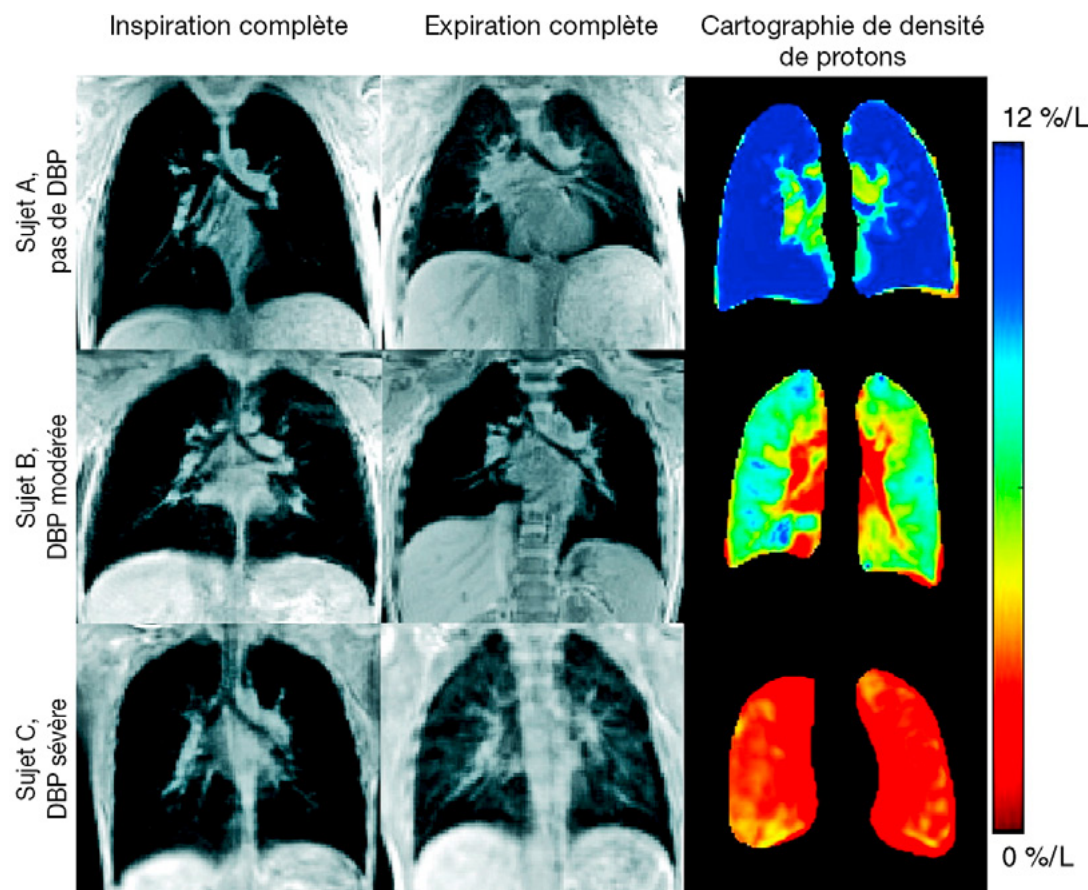 Inspiration complète
Expiration complète
Cartographie de densité
de protons
12 %/L
Sujet A,
pas de DBP
Sujet B,
DBP modérée
Sujet C,
DBP sévère
0 %/L